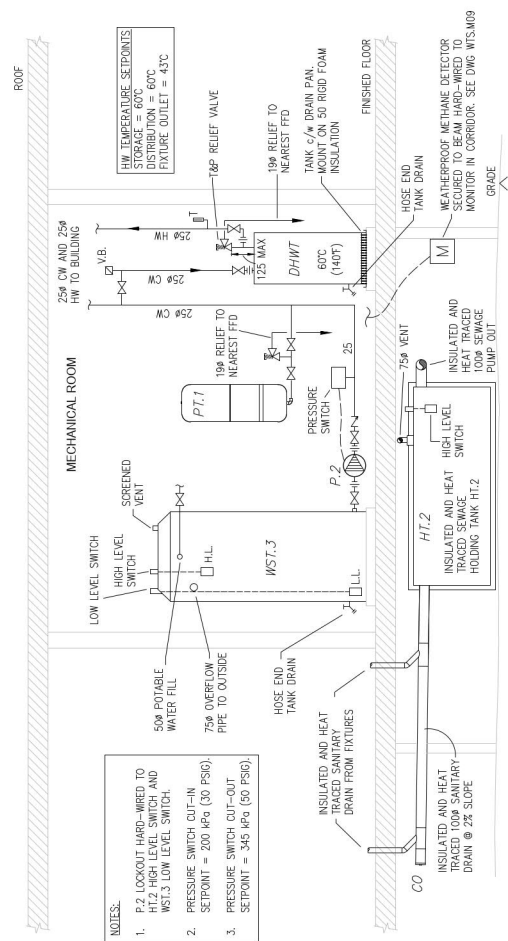 ROOF
MECHANICAL ROOM
NOTES:
1. P.2 LOCKOUT HARD-WIRED TO
HT.2 HIGH LEVEL SWITCH AND
WST.3 LOW LEVEL SWITCH.
2. PRESSURE SWITCH CUT-IN
SETPOINT = 200 kPa (30 PSIG).
3. PRESSURE SWITCH CUT-OUT
SETPOINT = 345 kPa (50 PSIG).
LOW LEVEL SWITCH
HIGH LEVEL
SWITCH
SCREENED
VENT
50ø POTABLE
WATER FILL
75ø OVERFLOW
PIPE TO OUTSIDE
H.L.
WST.3
L.L.
HOSE END
TANK DRAIN
PT.1
19ø RELIEF TO
NEAREST FFD
PRESSURE
SWITCH
P.2
25
25ø CW AND 25ø
HW TO BUILDING
V.B.
25ø CW
25ø CW
25ø HW
T
125 MAX
DHWT
60°C
(140°F)
HW TEMPERATURE SETPOINTS
STORAGE = 60°C
DISTRIBUTION = 60°C
FIXTURE OUTLET = 43°C
T&P RELIEF VALVE
19ø RELIEF TO
NEAREST FFD
TANK c/w DRAIN PAN.
MOUNT ON 50 RIGID FOAM
INSULATION
FINISHED FLOOR
HOSE END
TANK DRAIN
WEATHERPROOF METHANE DETECTOR
SECURED TO BEAM HARD-WIRED TO
MONITOR IN CORRIDOR. SEE DWG WTS.M09
GRADE
M
INSULATED AND HEAT
TRACED SANITARY
DRAIN FROM FIXTURES
CO
INSULATED AND HEAT
TRACED 100ø SANITARY
DRAIN @ 2% SLOPE
HT.2
INSULATED AND HEAT
TRACED SEWAGE
HOLDING TANK HT.2
HIGH LEVEL
SWITCH
75ø VENT
INSULATED AND
HEAT TRACED
100ø SEWAGE
PUMP OUT